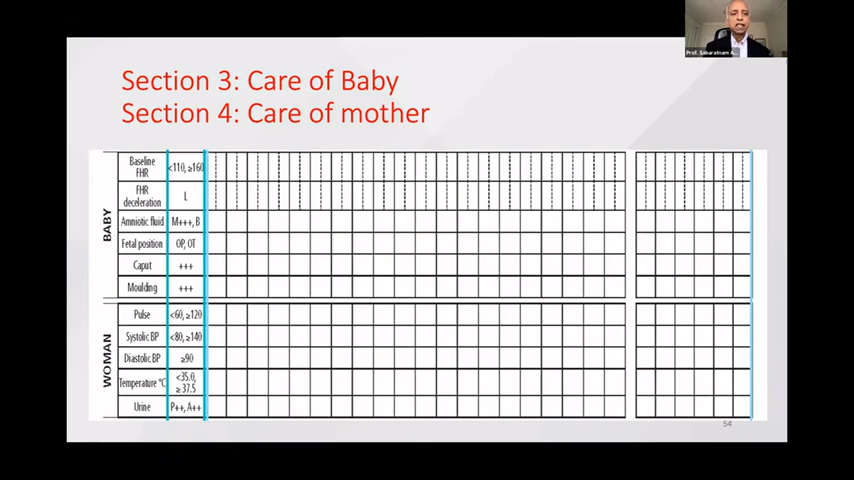 Prof. Sabaratnam A...
Section 3: Care of Baby
Section 4: Care of mother
BABY
Baseline FHR <110, ≥160
FHR deceleration L
Amniotic fluid M+++, B
Fetal position OP, OT
Caput +++
Moulding +++
WOMAN
Pulse <60, ≥120
Systolic BP <80, ≥140
Diastolic BP ≥90
Temperature °C <35.0, ≥ 37.5
Urine P++, A++
54